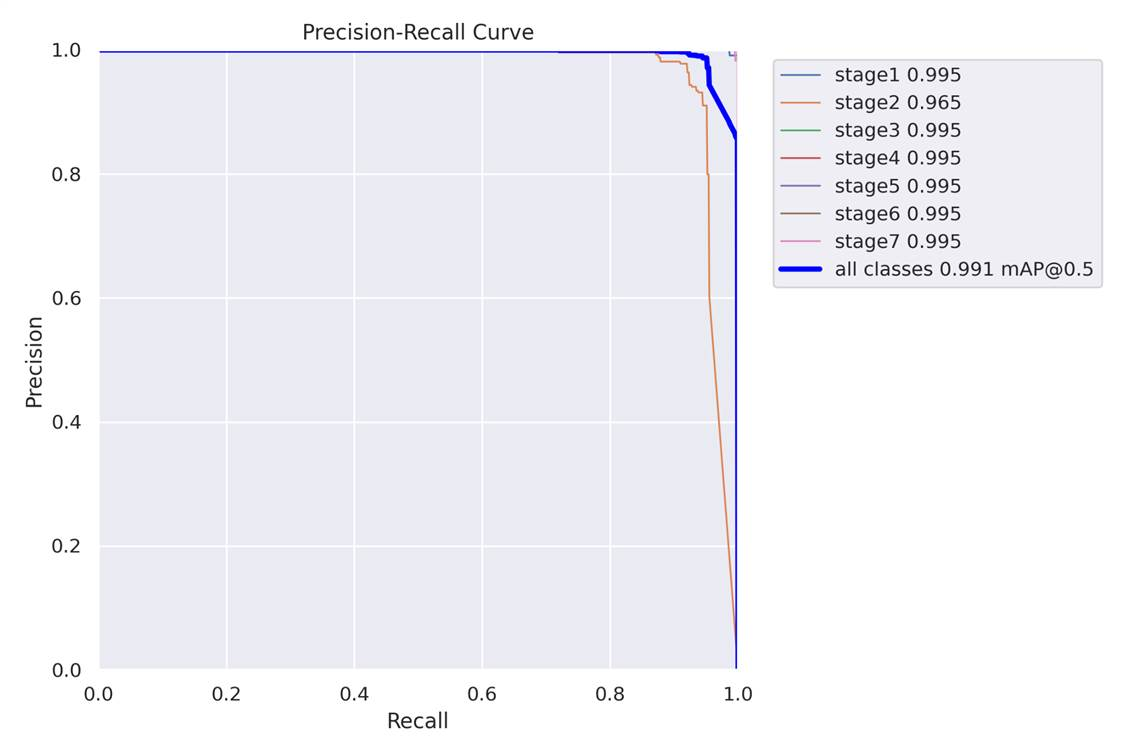 Precision-Recall Curve
1.0
0.8
0.6
0.4
0.2
0.0
Precision
0.0 0.2 0.4 0.6 0.8 1.0
Recall
stage1 0.995
stage2 0.965
stage3 0.995
stage4 0.995
stage5 0.995
stage6 0.995
stage7 0.995
all classes 0.991 mAP@0.5